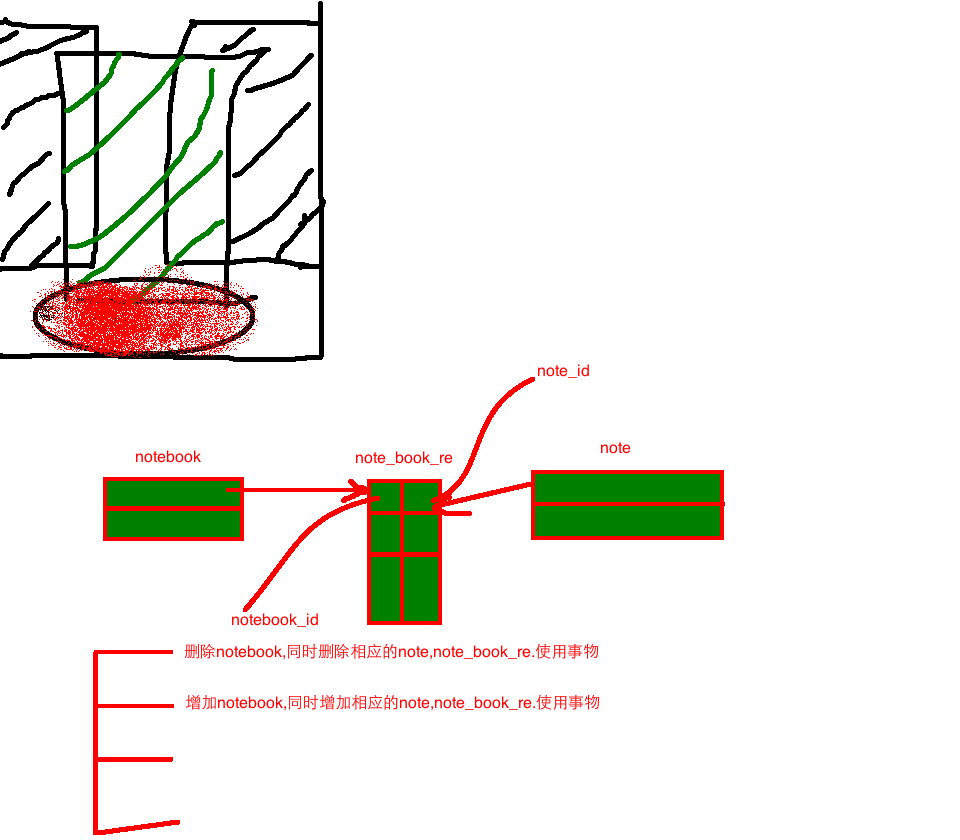 note_id
notebook
note_book_re
note
notebook_id
删除notebook,同时删除相应的note,note_book_re.使用事物
增加notebook,同时增加相应的note,note_book_re.使用事物